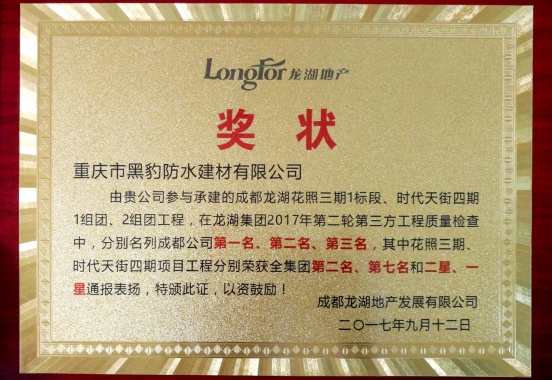 Longfor 龙湖地产
奖 状
重庆市黑豹防水建材有限公司
由贵公司参与承建的成都龙湖花照三期1标段、时代天街四期
1组团、2组团工程，在龙湖集团2017年第二轮第三方工程质量检查
中，分别名列成都公司第一名、第二名、第三名，其中花照三期、
时代天街四期项目工程分别荣获全集团第二名、第七名和二星、一
星通报表扬，特颁此证，以资鼓励！
成都龙湖地产发展有限公司
二〇一七年九月十二日